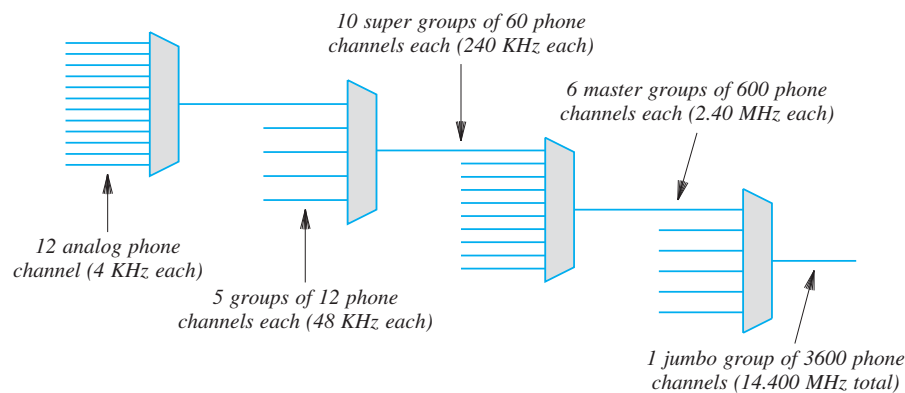 10 super groups of 60 phone
channels each (240 KHz each)
6 master groups of 600 phone
channels each (2.40 MHz each)
12 analog phone
channel (4 KHz each)
5 groups of 12 phone
channels each (48 KHz each)
1 jumbo group of 3600 phone
channels (14.400 MHz total)